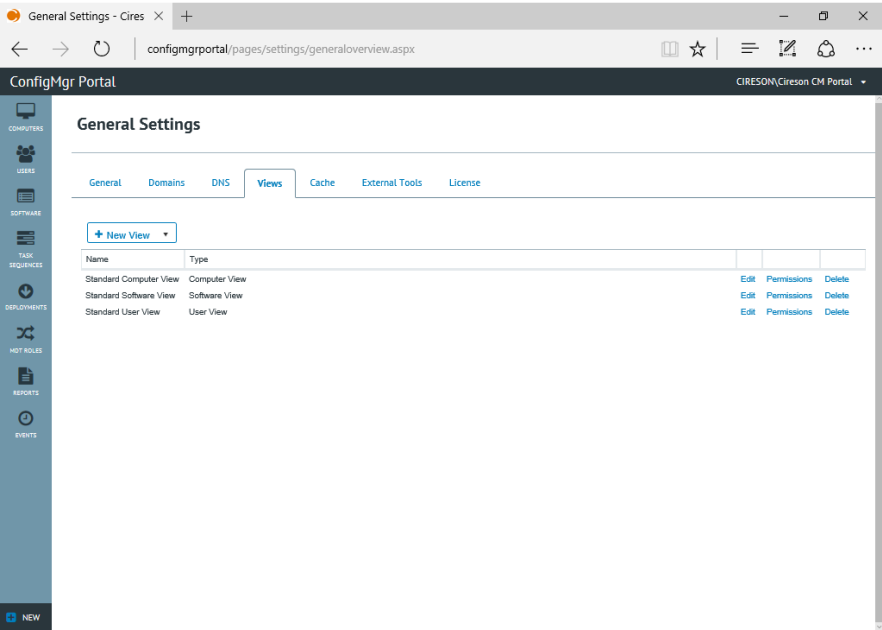 General Settings - Cires
configmgrportal/pages/settings/generaloverview.aspx
ConfigMgr Portal
CIRESON\Cireson CM Portal
COMPUTERS
USERS
SOFTWARE
TASK
SEQUENCES
DEPLOYMENTS
MDT ROLES
REPORTS
EVENTS
NEW
General Settings
General Domains DNS Views Cache External Tools License
New View
Name Type
Standard Computer View Computer View Edit Permissions Delete
Standard Software View Software View Edit Permissions Delete
Standard User View User View Edit Permissions Delete